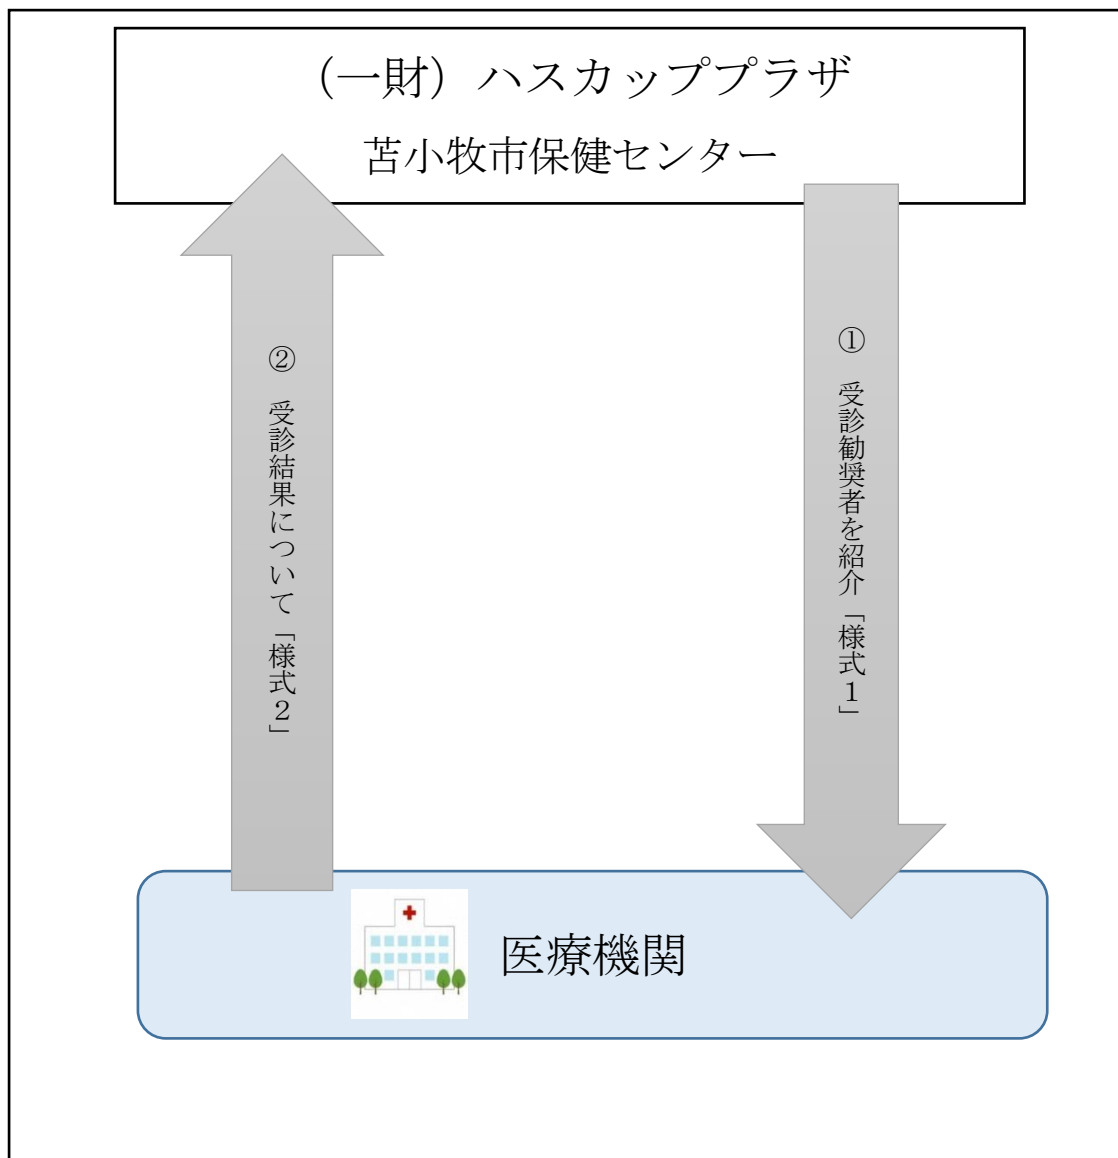 （一財）ハスカッププラザ
苫小牧市保健センター
① 受診勧奨者を紹介「様式１」
② 受診結果について「様式２」
医療機関